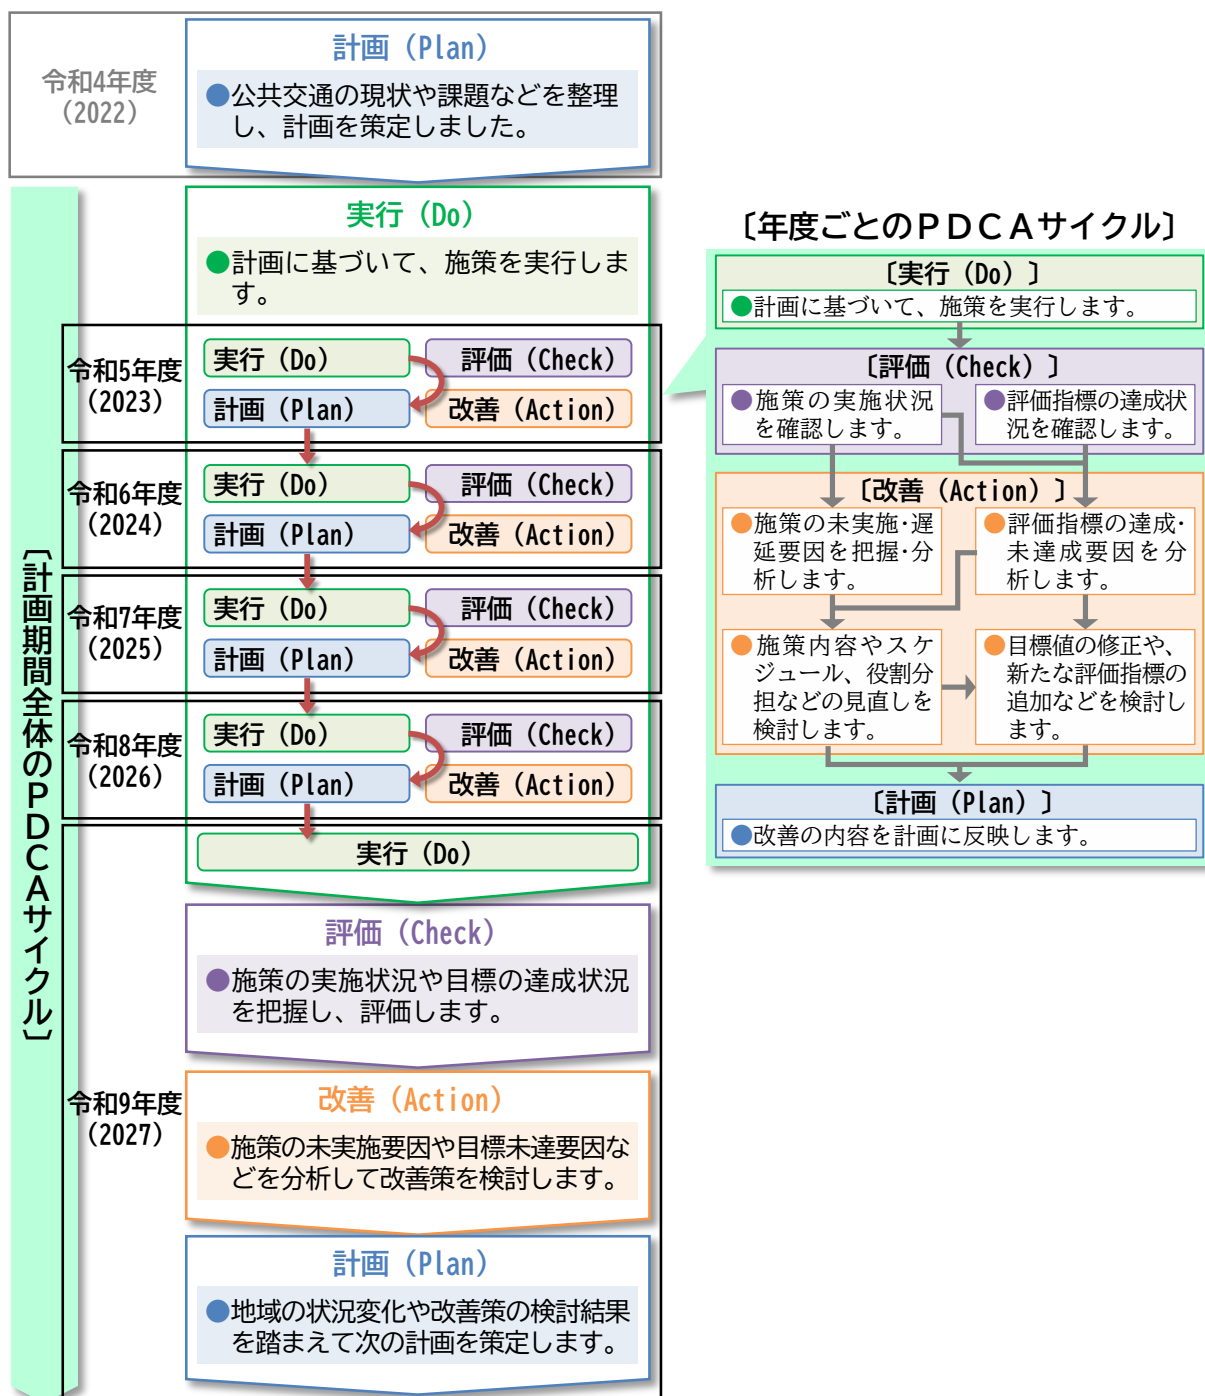 令和4年度
(2022)
計画（Plan）
●公共交通の現状や課題などを整理
し、計画を策定しました。
〔計画期間全体のPDCAサイクル〕
実行（Do）
●計画に基づいて、施策を実行しま
す。
令和5年度
(2023)
実行（Do）
評価（Check）
計画（Plan）
改善（Action）
令和6年度
(2024)
実行（Do）
評価（Check）
計画（Plan）
改善（Action）
令和7年度
(2025)
実行（Do）
評価（Check）
計画（Plan）
改善（Action）
令和8年度
(2026)
実行（Do）
評価（Check）
計画（Plan）
改善（Action）
令和9年度
(2027)
実行（Do）
評価（Check）
●施策の実施状況や目標の達成状況
を把握し、評価します。
改善（Action）
●施策の未実施要因や目標未達要因な
どを分析して改善策を検討します。
計画（Plan）
●地域の状況変化や改善策の検討結果
を踏まえて次の計画を策定します。
〔年度ごとのＰＤＣＡサイクル〕
〔実行（Do）〕
●計画に基づいて、施策を実行します。
〔評価（Check）〕
●施策の実施状況
を確認します。
●評価指標の達成状
況を確認します。
〔改善（Action）〕
●施策の未実施・遅
延要因を把握・分
析します。
●評価指標の達成・
未達成要因を分
析します。
●施策内容やスケ
ジュール、役割分
担などの見直しを
検討します。
●目標値の修正や、
新たな評価指標の
追加などを検討し
ます。
〔計画（Plan）〕
●改善の内容を計画に反映します。